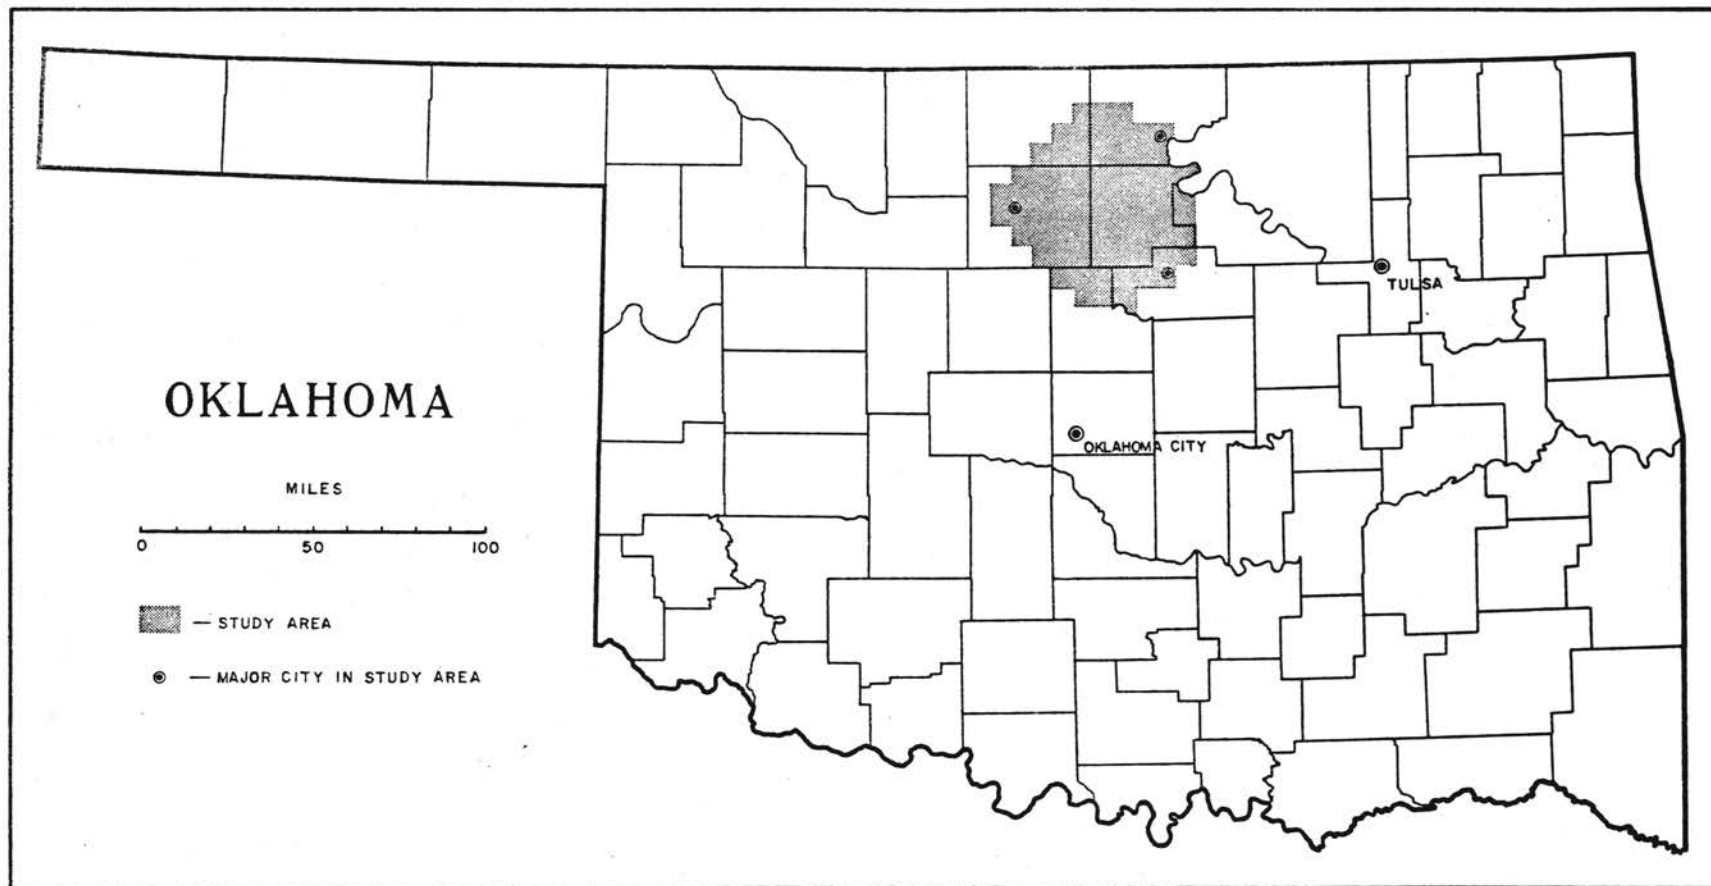 TULSA
OKLAHOMA
OKLAHOMA CITY
MILES
0 50 100
— STUDY AREA
— MAJOR CITY IN STUDY AREA